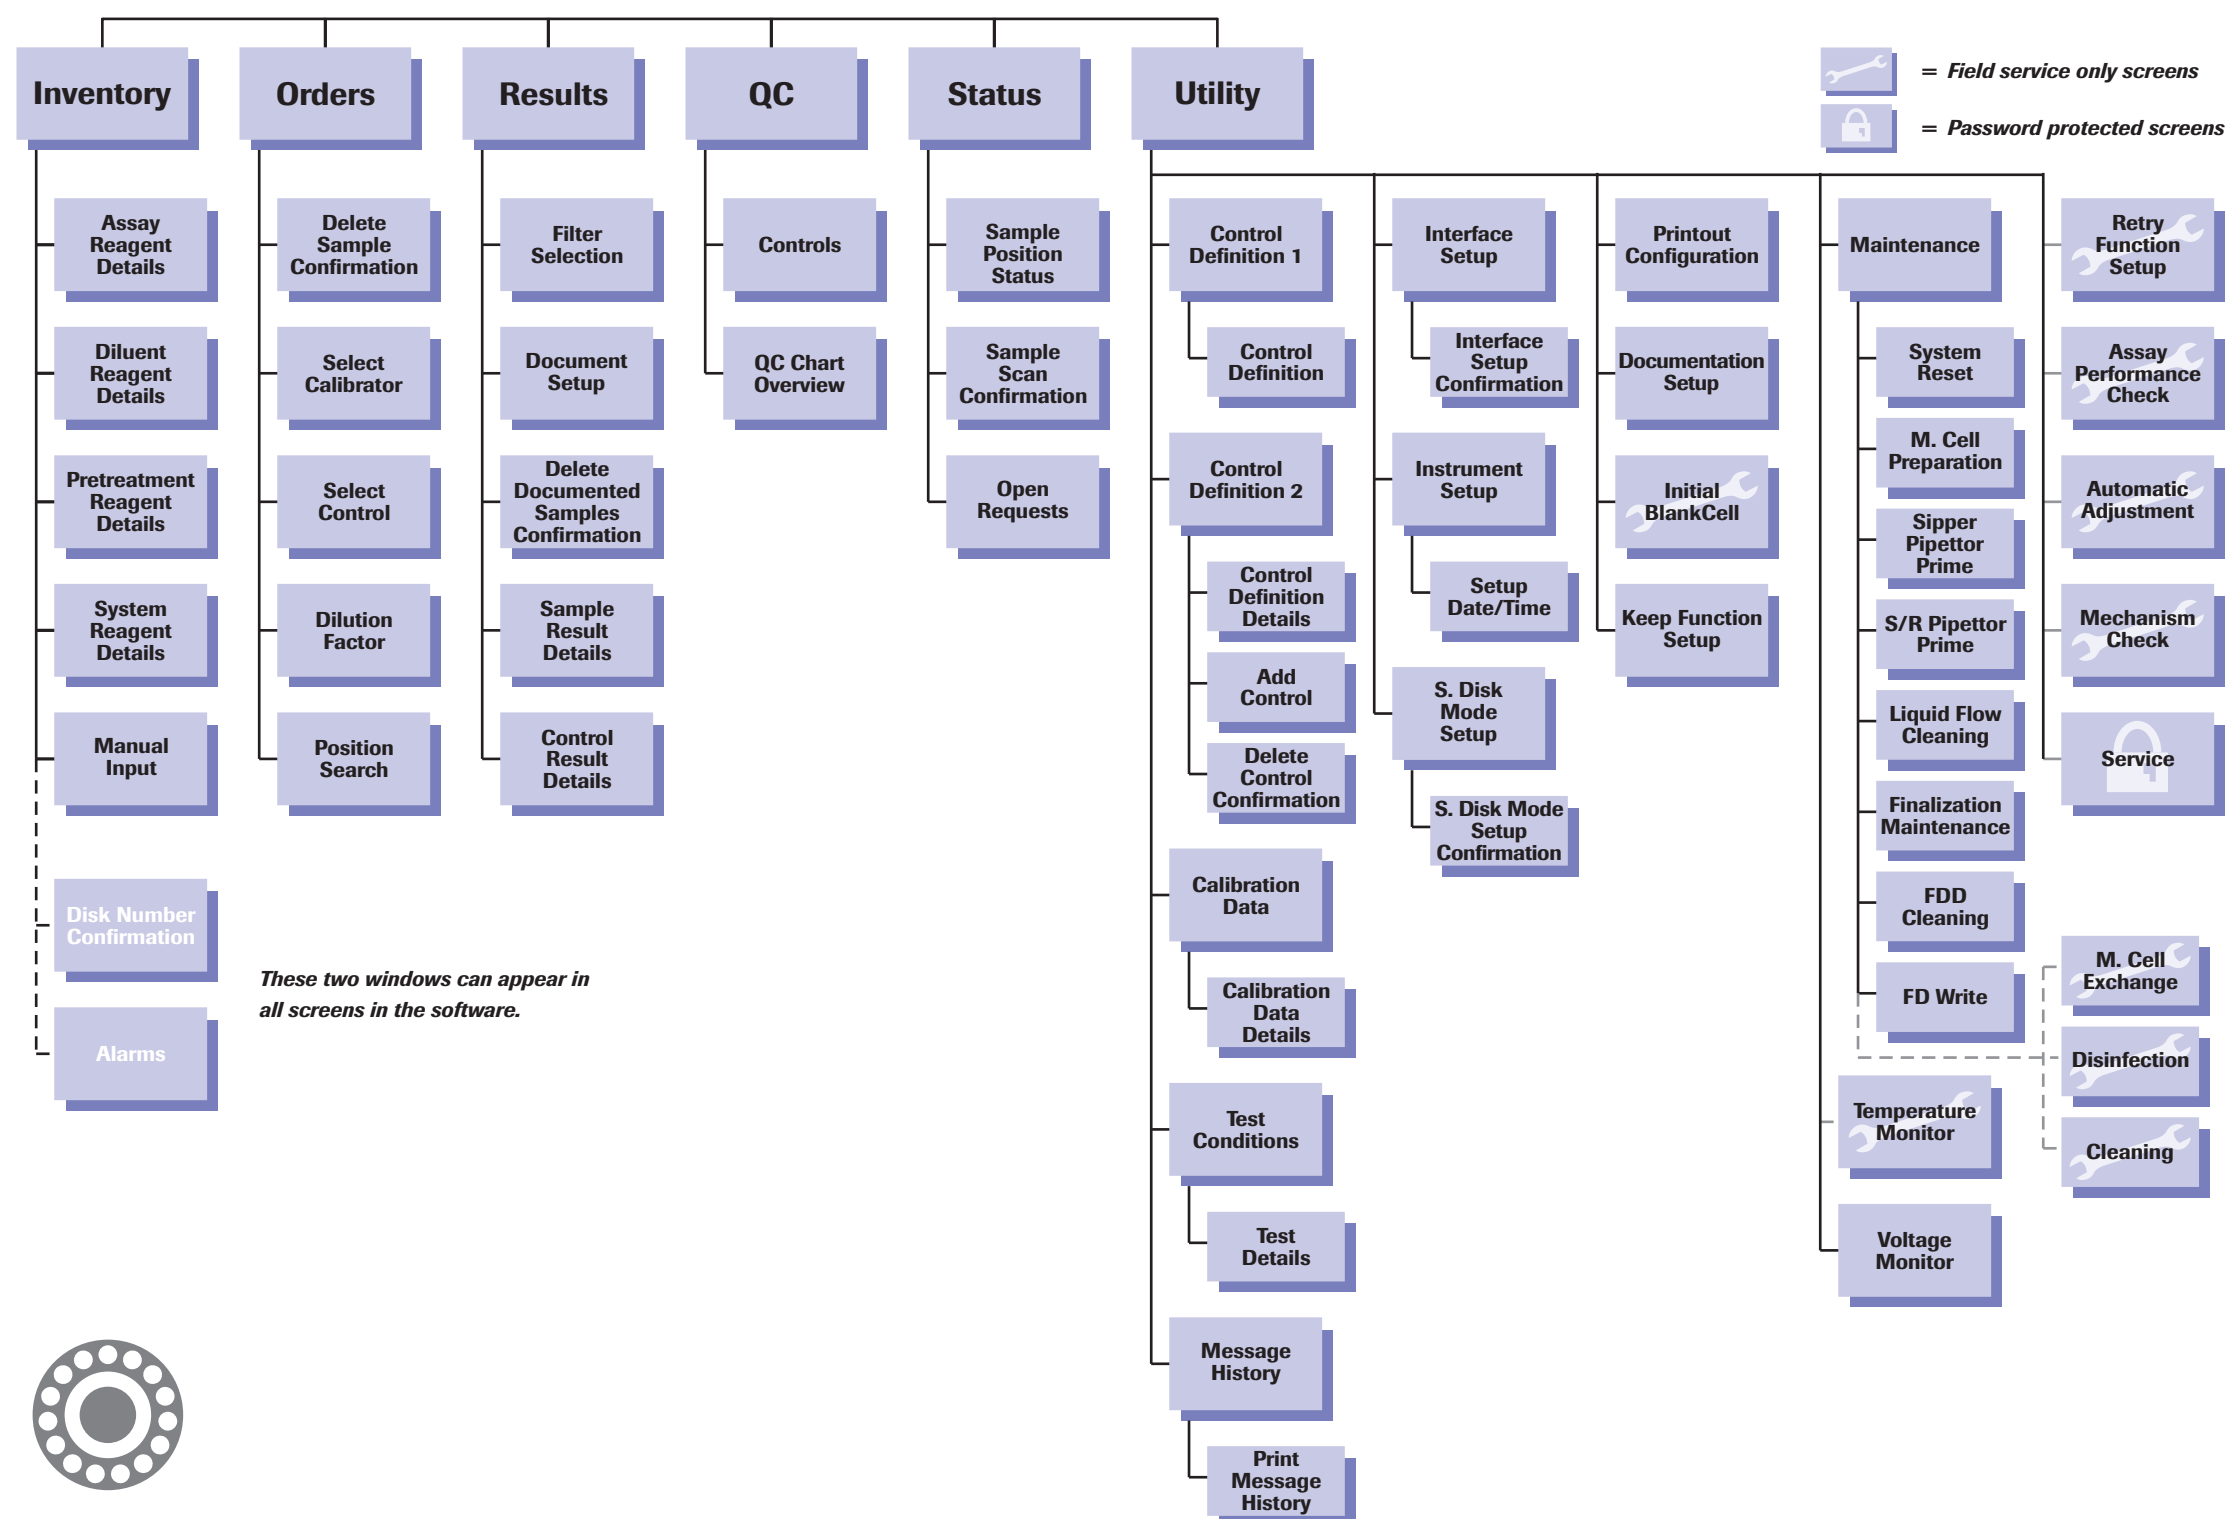 Inventory
Orders
Results
QC
Status
Utility
= Field service only screens
= Password protected screens
Assay
Reagent
Details
Diluent
Reagent
Details
Pretreatment
Reagent
Details
System
Reagent
Details
Manual
Input
Disk Number
Confirmation
Alarms
Delete
Sample
Confirmation
Select
Calibrator
Select
Control
Dilution
Factor
Position
Search
These two windows can appear in
all screens in the software.
Filter
Selection
Document
Setup
Delete
Documented
Samples
Confirmation
Sample
Result
Details
Control
Result
Details
Controls
QC Chart
Overview
Sample
Position
Status
Sample
Scan
Confirmation
Open
Requests
Control
Definition 1
Control
Definition
Control
Definition 2
Control
Definition
Details
Add
Control
Delete
Control
Confirmation
Calibration
Data
Calibration
Data
Details
Test
Conditions
Test
Details
Message
History
Print
Message
History
Interface
Setup
Interface
Setup
Confirmation
Instrument
Setup
Setup
Date/Time
S. Disk
Mode
Setup
S. Disk Mode
Setup
Confirmation
Printout
Configuration
Documentation
Setup
Initial
BlankCell
Keep Function
Setup
Maintenance
System
Reset
M. Cell
Preparation
Sipper
Pipettor
Prime
S/R Pipettor
Prime
Liquid Flow
Cleaning
Finalization
Maintenance
FDD
Cleaning
FD Write
Temperature
Monitor
Voltage
Monitor
Retry
Function
Setup
Assay
Performance
Check
Automatic
Adjustment
Mechanism
Check
Service
M. Cell
Exchange
Disinfection
Cleaning